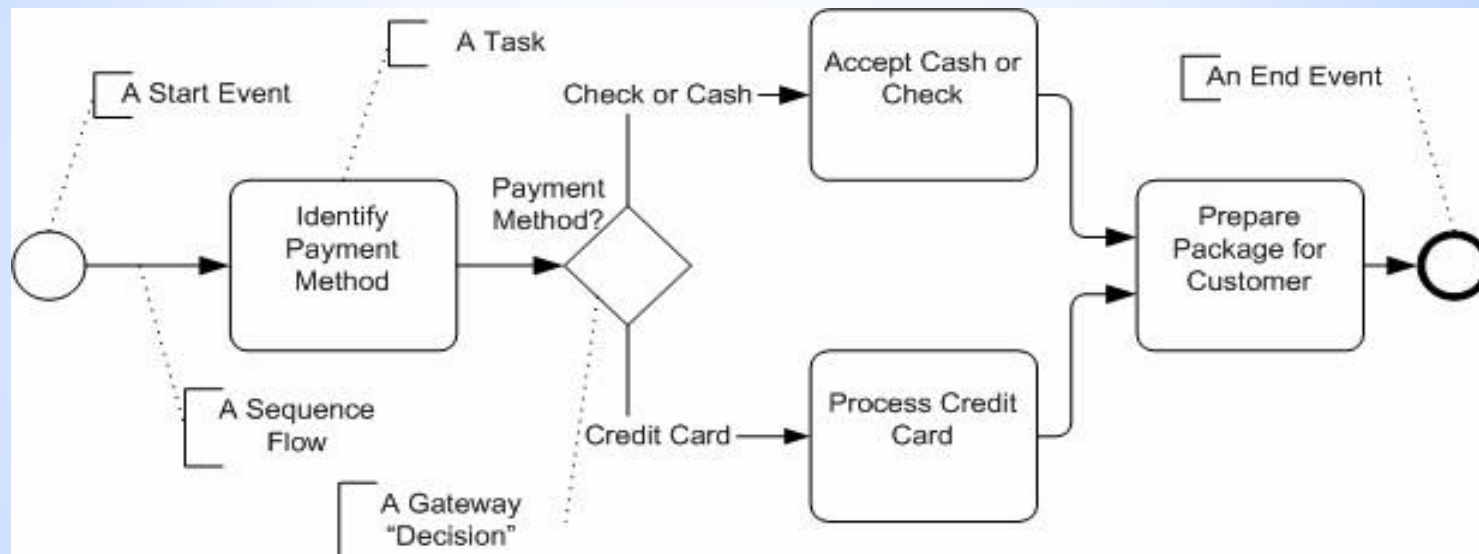 A Start Event
A Task
Identify
Payment
Method
A Sequence
Flow
Payment
Method?
A Gateway
“Decision”
Check or Cash
Accept Cash or
Check
Credit Card
Process Credit
Card
Prepare
Package for
Customer
An End Event